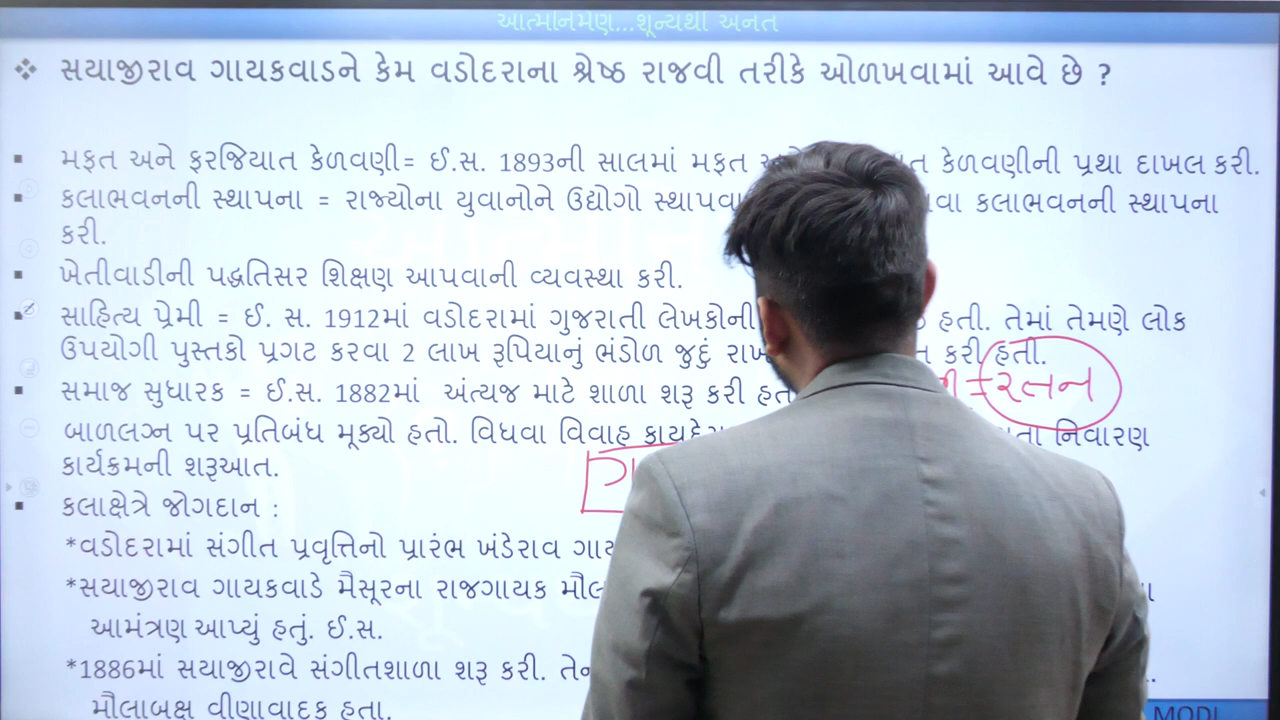 આત્માનમણ...શૂન્યથી અનંત
❖ સયાજીરાવ ગાયકવાડને કેમ વડોદરાના શ્રેષ્ઠ રાજવી તરીકે ઓળખવામાં આવે છે ?
▪ મફત અને ફરજિયાત કેળવણી= ઈ.સ. 1893ની સાલમાં મફત કેળવણીની પ્રથા દાખલ કરી.
▪ કલાભવનની સ્થાપના = રાજ્યોના યુવાનોને ઉદ્યોગો કલાભવનની સ્થાપના
કરી.
▪ ખેતીવાડીની પદ્ધતિસર શિક્ષણ આપવાની વ્યવસ્થા કરી.
▪ સાહિત્ય પ્રેમી = ઈ. સ. 1912માં વડોદરામાં ગુજરાતી લેખકોની હતી. તેમાં તેમણે લોક
ઉપયોગી પુસ્તકો પ્રગટ કરવા 2 લાખ રૂપિયાનું ભંડોળ જુદું કરી હતી.
▪ સમાજ સુધારક = ઈ.સ. 1882માં અંત્યજ માટે શાળા શરૂ કરી = રત્નન
બાળલગ્ન પર પ્રતિબંધ મૂક્યો હતો. વિધવા વિવાહ નિવારણ
કાર્યક્રમની શરૂઆત.
▪ કલાક્ષેત્રે જોગદાન :
*વડોદરામાં સંગીત પ્રવૃત્તિનો પ્રારંભ ખંડેરાવ
*સયાજીરાવ ગાયકવાડે મૈસૂરના રાજગાયક
આમંત્રણ આપ્યું હતું. ઈ.સ.
*1886માં સયાજીરાવે સંગીતશાળા શરૂ કરી.
મૌલાબક્ષ વીણાવાદક હતા.
MODI